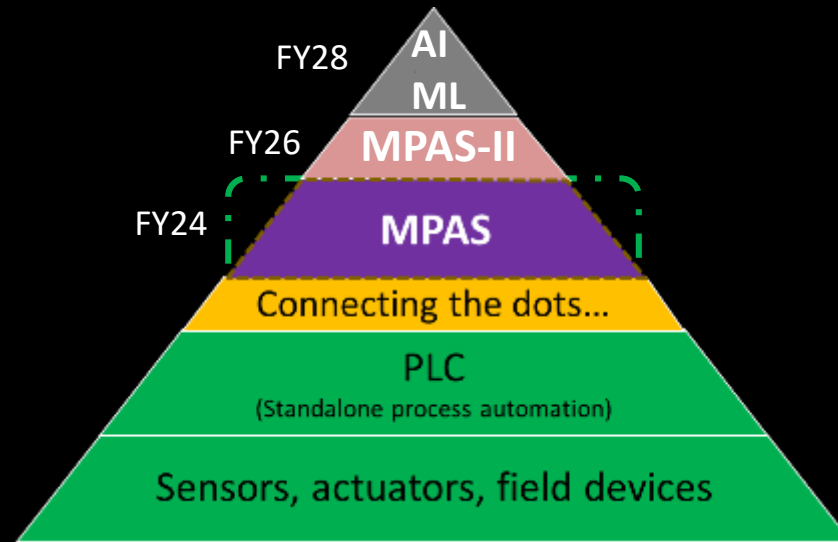 FY28
AI
ML
FY26
MPAS-II
FY24
MPAS
Connecting the dots...
PLC
(Standalone process automation)
Sensors, actuators, field devices